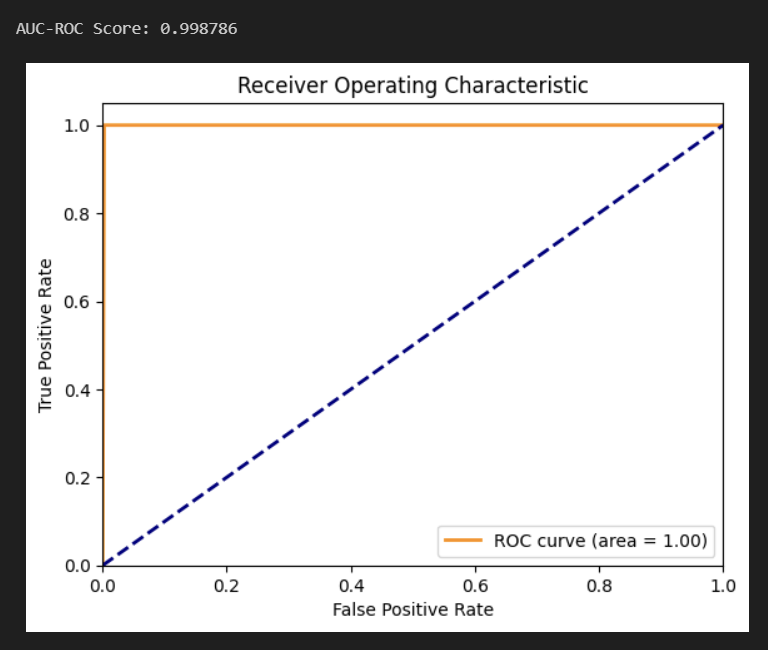 AUC-ROC Score: 0.998786
Receiver Operating Characteristic
1.0
0.8
0.6
0.4
0.2
0.0
True Positive Rate
ROC curve (area = 1.00)
0.0 0.2 0.4 0.6 0.8 1.0
False Positive Rate